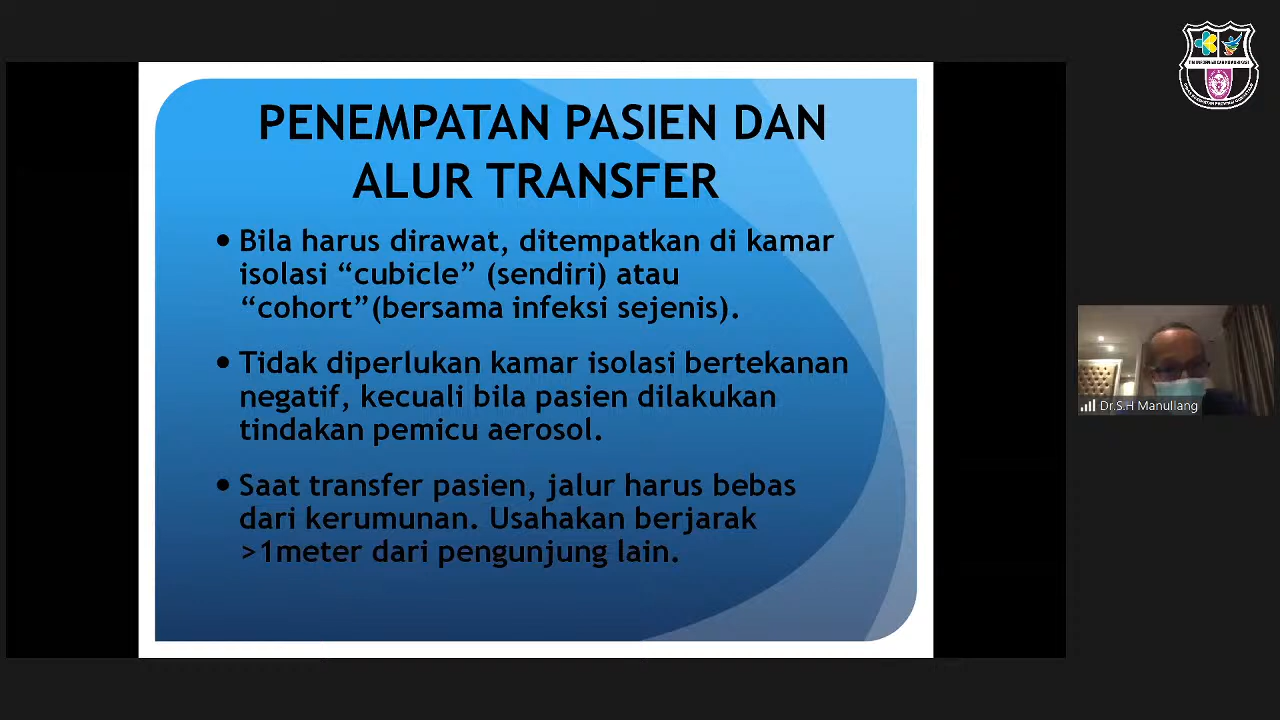 PENEMPATAN PASIEN DAN
ALUR TRANSFER
• Bila harus dirawat, ditempatkan di kamar
isolasi “cubicle” (sendiri) atau
“cohort”(bersama infeksi sejenis).
• Tidak diperlukan kamar isolasi bertekanan
negatif, kecuali bila pasien dilakukan
tindakan pemicu aerosol.
• Saat transfer pasien, jalur harus bebas
dari kerumunan. Usahakan berjarak
>1meter dari pengunjung lain.
Dr.S.H Manullang